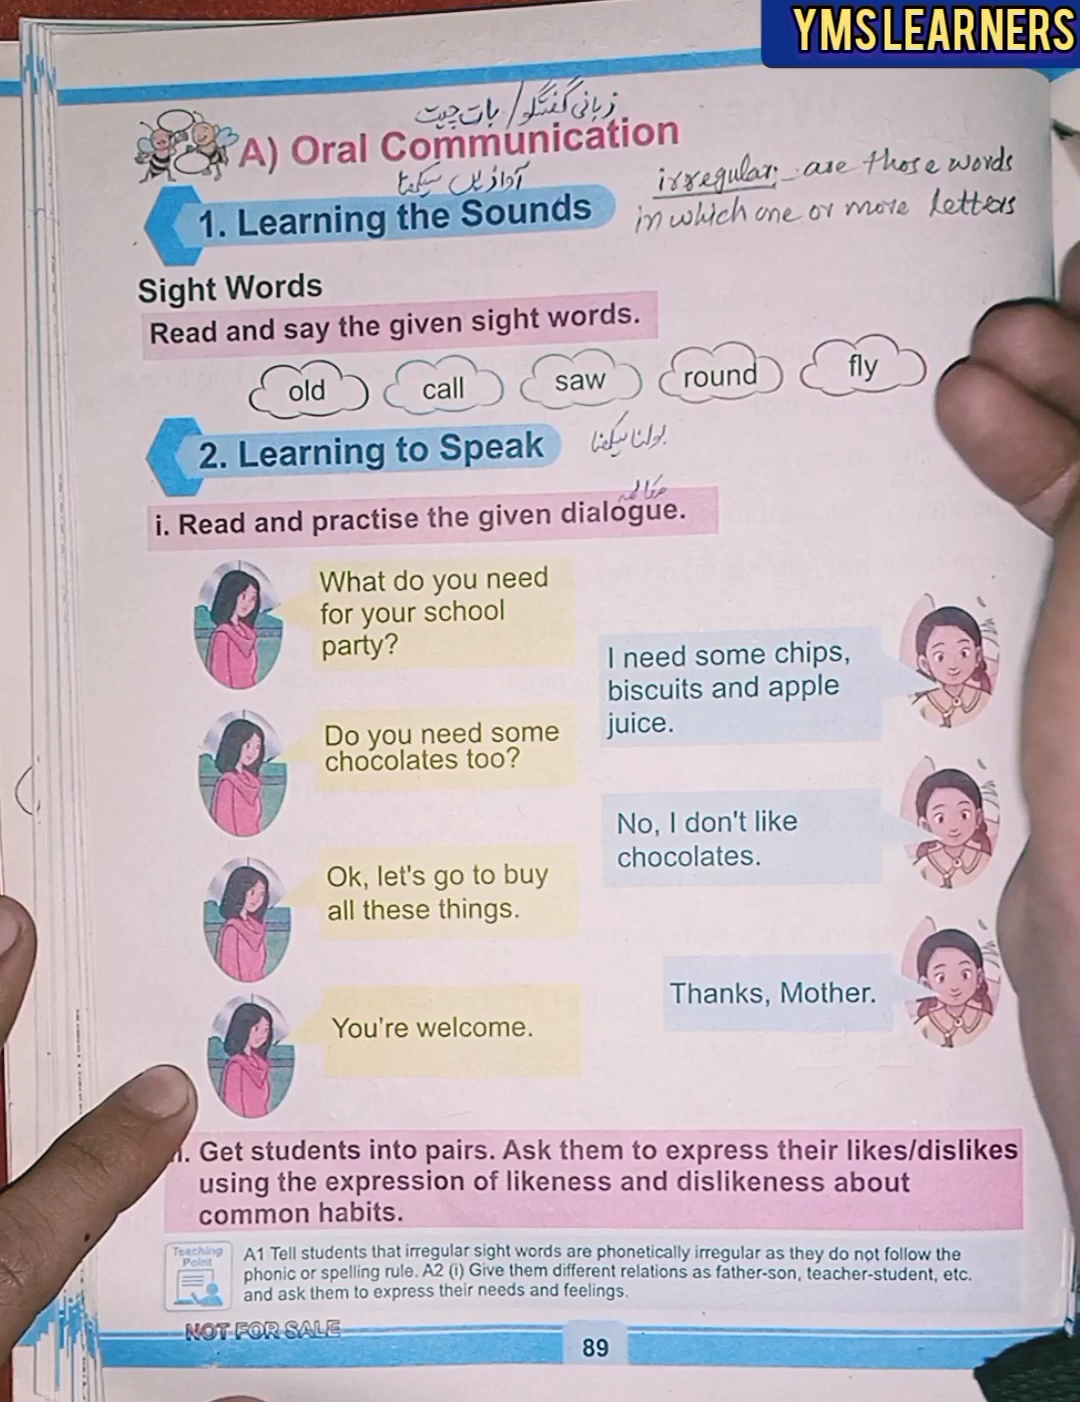 YMS LEARNERS
زبانی گفتگو / بات چیت
A) Oral Communication
آوازیں سیکھنا
irregular:- are those words
in which one or more letters
1. Learning the Sounds
Sight Words
Read and say the given sight words.
old call saw round fly
2. Learning to Speak
بولنا سیکھنا
مکالمہ
i. Read and practise the given dialogue.
What do you need
for your school
party?
I need some chips,
biscuits and apple
juice.
Do you need some
chocolates too?
No, I don't like
chocolates.
Ok, let's go to buy
all these things.
Thanks, Mother.
You're welcome.
. Get students into pairs. Ask them to express their likes/dislikes
using the expression of likeness and dislikeness about
common habits.
Teaching
Point
A1 Tell students that irregular sight words are phonetically irregular as they do not follow the
phonic or spelling rule. A2 (i) Give them different relations as father-son, teacher-student, etc.
and ask them to express their needs and feelings.
NOT FOR SALE
89